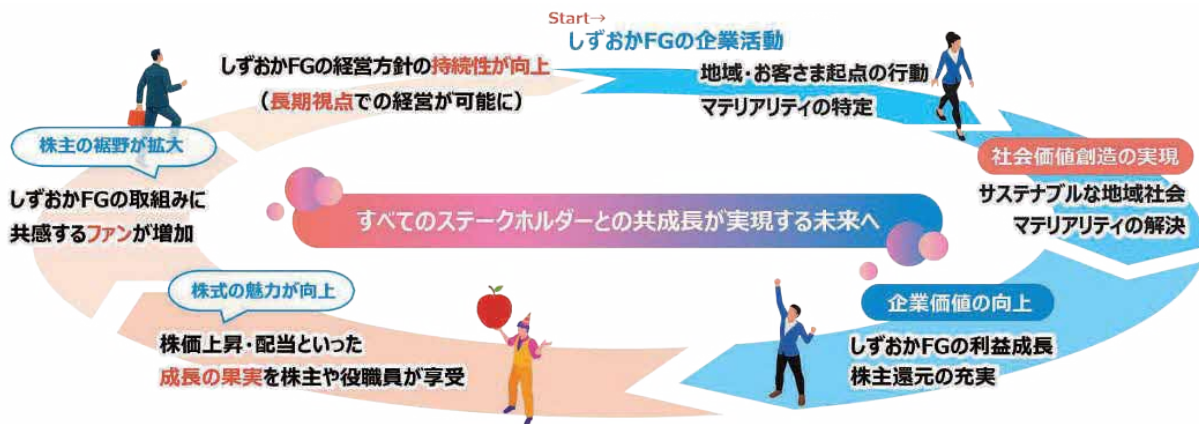 Start→
しずおかFGの企業活動
地域・お客さま起点の行動
マテリアリティの特定
社会価値創造の実現
サステナブルな地域社会
マテリアリティの解決
企業価値の向上
しずおかFGの利益成長
株主還元の充実
株式の魅力が向上
株価上昇・配当といった
成長の果実を株主や役職員が享受
株主の裾野が拡大
しずおかFGの取組みに
共感するファンが増加
しずおかFGの経営方針の持続性が向上
（長期視点での経営が可能に）
すべてのステークホルダーとの共成長が実現する未来へ